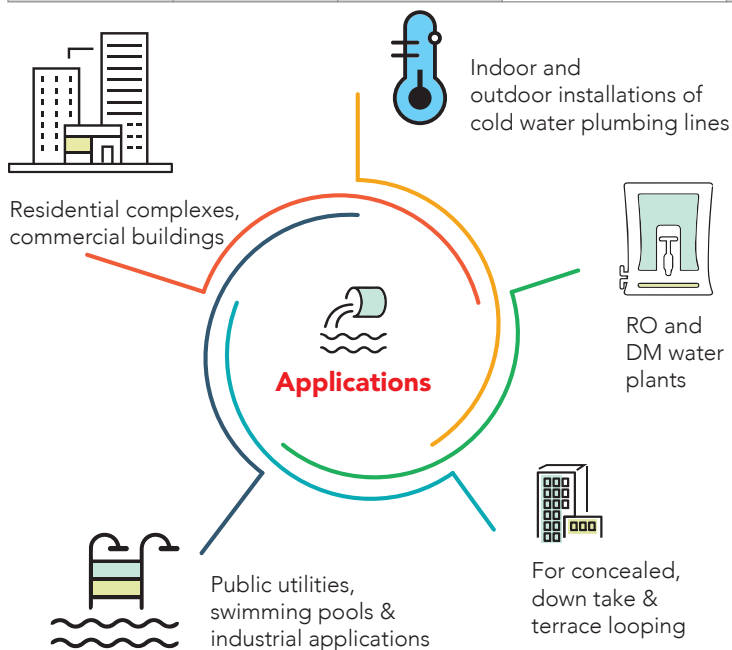 Indoor and
outdoor installations of
cold water plumbing lines
Residential complexes,
commercial buildings
RO and
DM water
plants
Applications
For concealed,
down take &
terrace looping
Public utilities,
swimming pools &
industrial applications